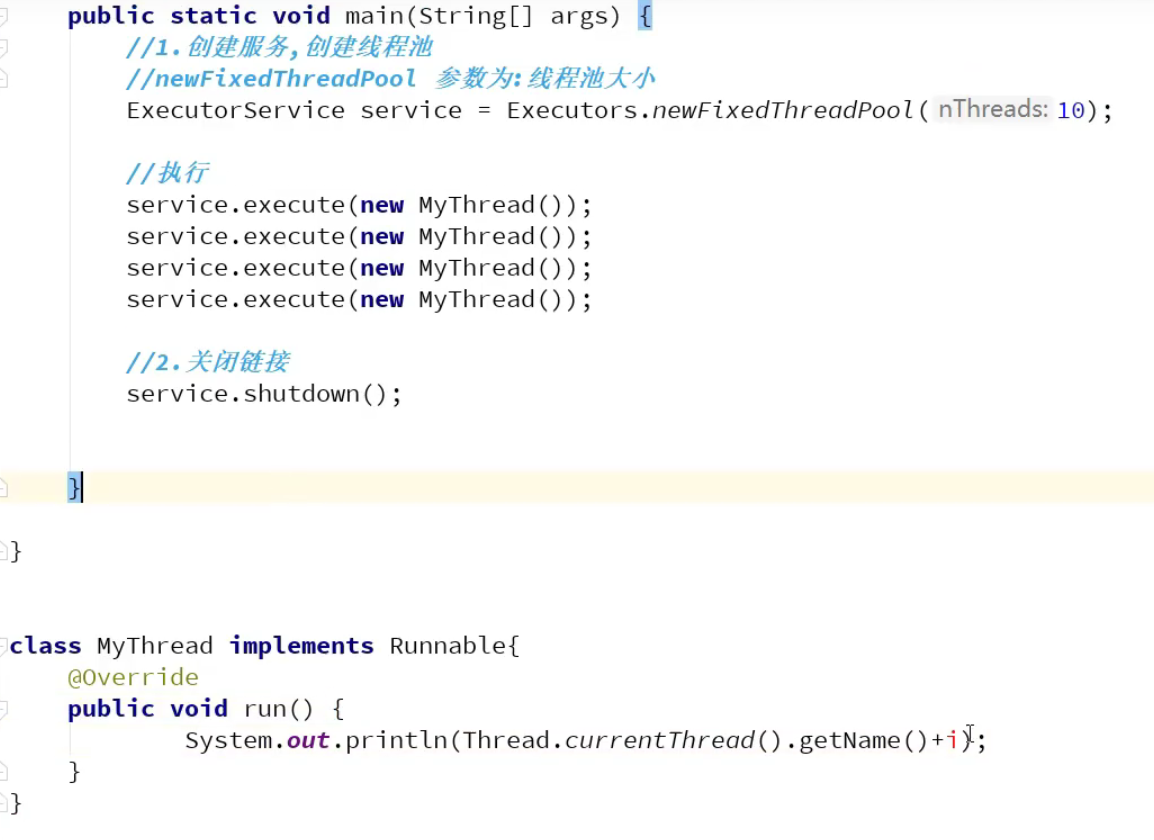 public static void main(String[] args) {
//1.创建服务,创建线程池
//newFixedThreadPool 参数为:线程池大小
ExecutorService service = Executors.newFixedThreadPool( nThreads: 10);
//执行
service.execute(new MyThread());
service.execute(new MyThread());
service.execute(new MyThread());
service.execute(new MyThread());
//2.关闭链接
service.shutdown();
}
}
class MyThread implements Runnable{
@Override
public void run() {
System.out.println(Thread.currentThread().getName()+i);
}
}